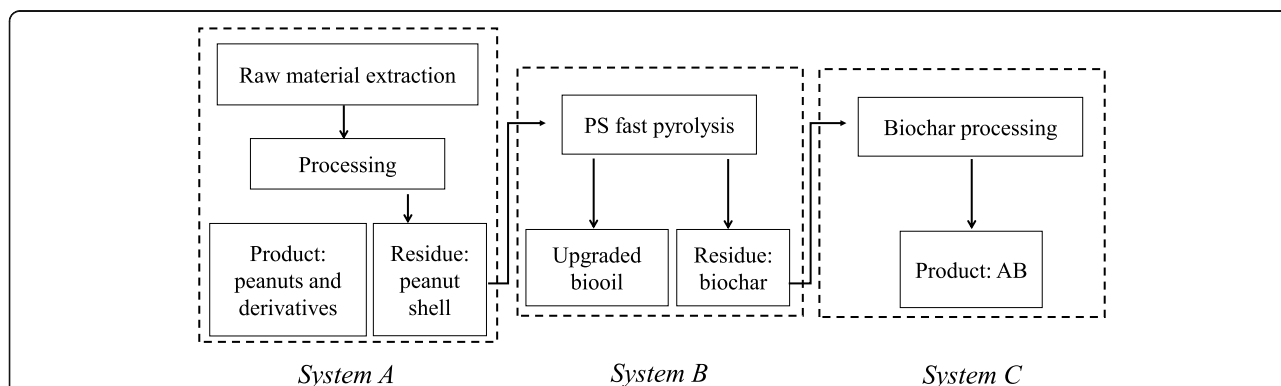 Raw material extraction
Processing
Product:
peanuts and
derivatives
Residue:
peanut
shell
System A
PS fast pyrolysis
Upgraded
biooil
Residue:
biochar
System B
Biochar processing
Product: AB
System C